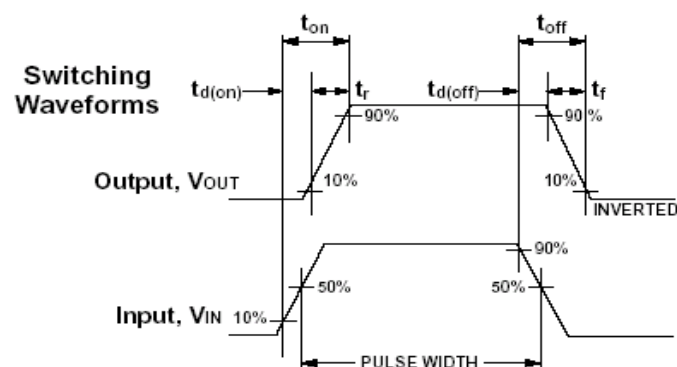 ton
toff
Switching
Waveforms
td(on)
tr
td(off)
tf
90%
90%
Output, VOUT
10%
10%
INVERTED
90%
50%
50%
Input, VIN
10%
PULSE WIDTH